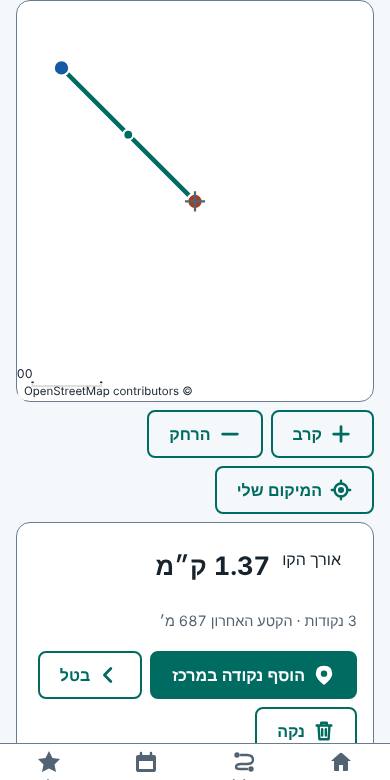 00
OpenStreetMap contributors ©
קרב
הרחק
המיקום שלי
אורך הקו 1.37 ק״מ
3 נקודות · הקטע האחרון 687 מ׳
הוסף נקודה במרכז
בטל
נקה